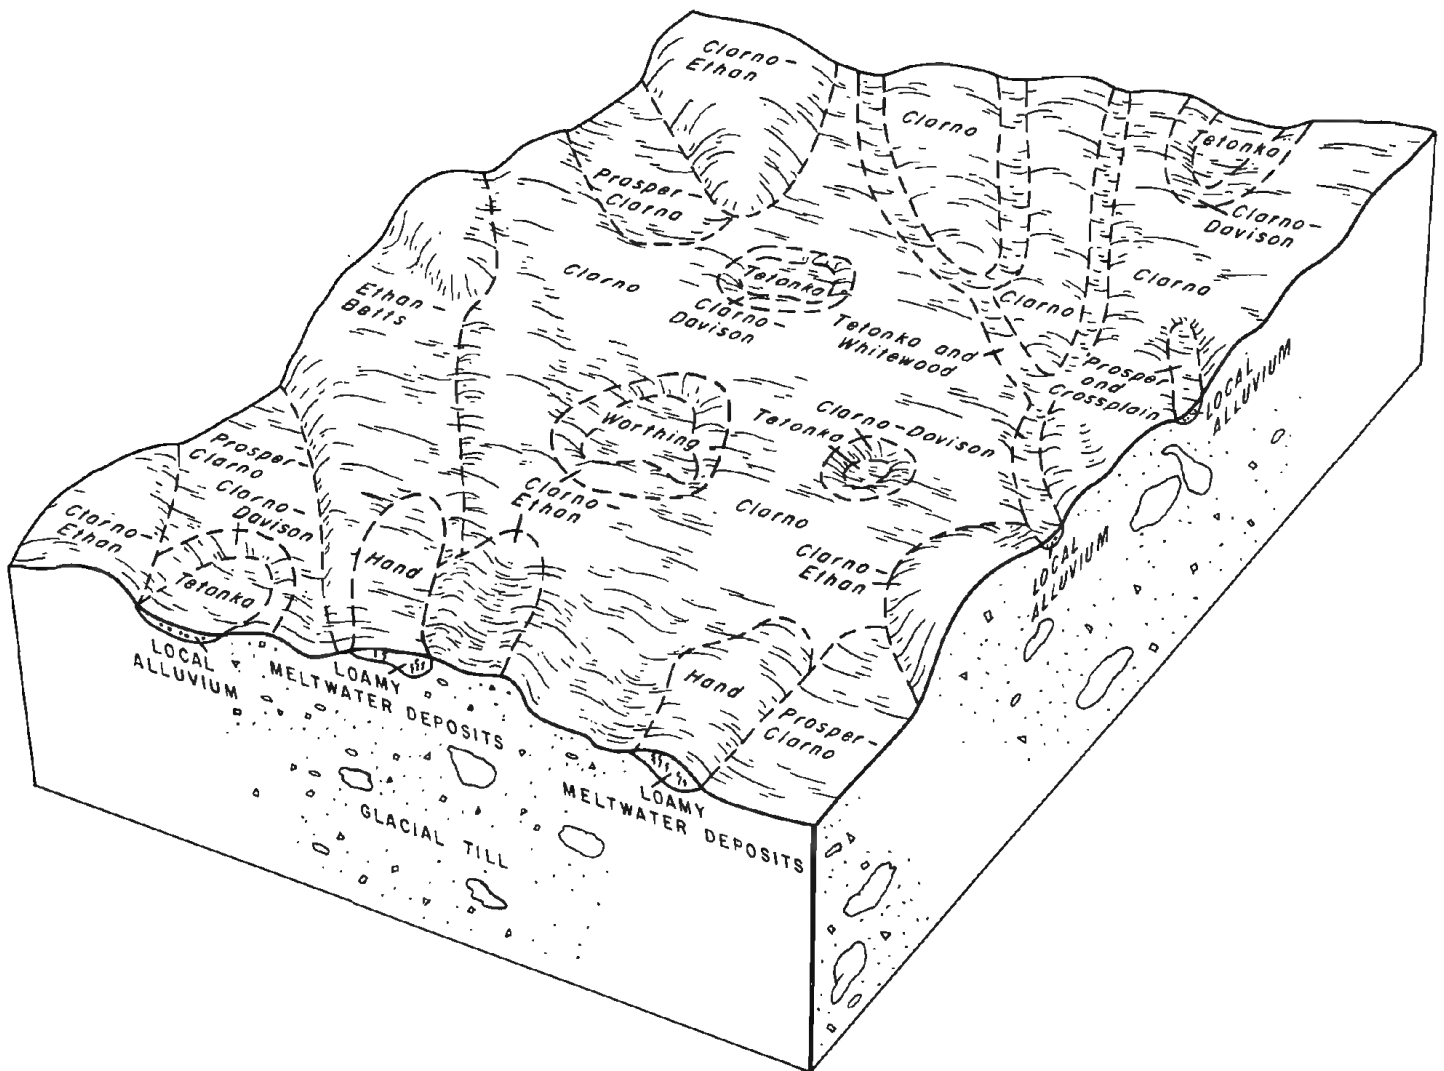 Clarno-
Ethan
Clarno
Tetonka
Prosper-
Clarno
Clarno-
Davison
Clarno
Tetonka
Clarno
Clarno
Ethan-
Betts
Clarno-
Davison
Tetonka and
Whitewood
Prosper
and
Crossplain
LOCAL
ALLUVIUM
Worthing
Tetonka
Clarno-Davison
Prosper-
Clarno
Clarno-
Davison
Clarno-
Ethan
Clarno
Clarno-
Ethan
Hand
Tetonka
Clarno-
Ethan
LOCAL
ALLUVIUM
LOCAL
ALLUVIUM
LOAMY
MELTWATER DEPOSITS
Hand
Prosper-
Clarno
LOAMY
MELTWATER DEPOSITS
GLACIAL TILL